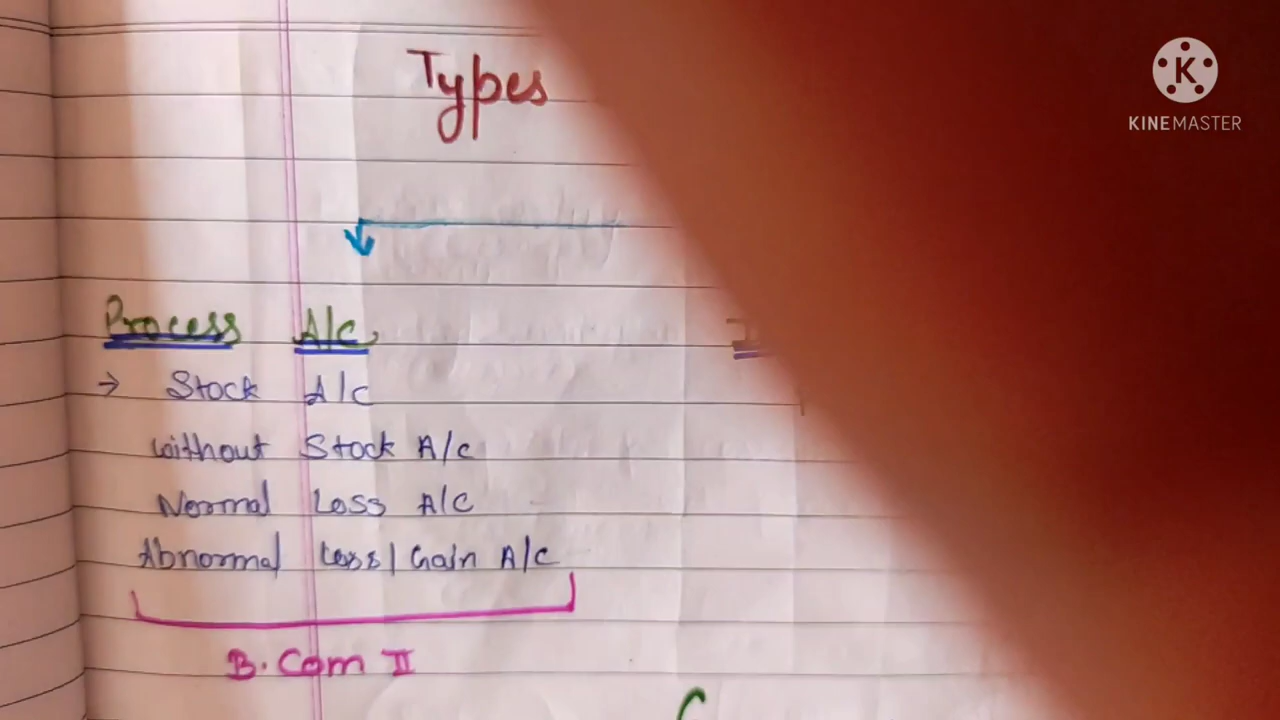 Types
Process A/c
→ Stock A/c
without Stock A/c
Normal Loss A/c
Abnormal Loss/Gain A/c
B.Com II
K
KINEMASTER